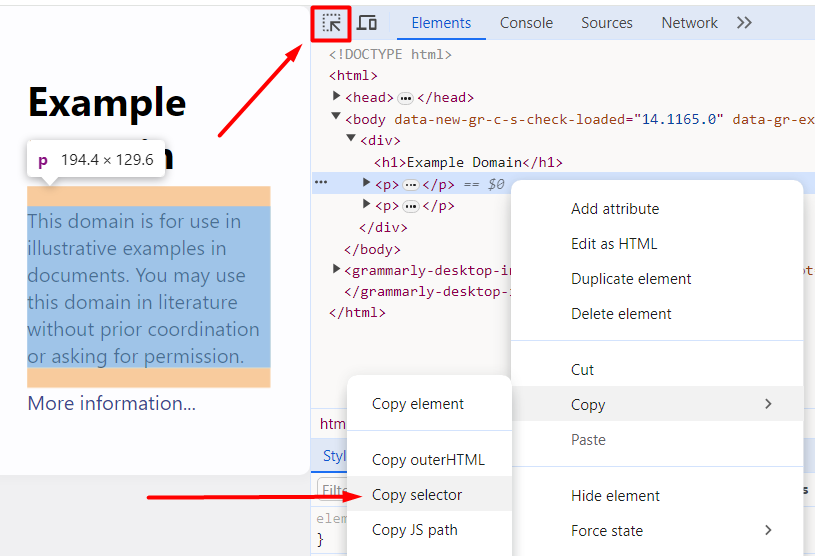 Elements Console Sources Network
Example
n
p 194.4 × 129.6
This domain is for use in
illustrative examples in
documents. You may use
this domain in literature
without prior coordination
or asking for permission.
More information...
<!DOCTYPE html>
<html>
<head> ••• </head>
<body data-new-gr-c-s-check-loaded="14.1165.0" data-gr-ex
<div>
<h1>Example Domain</h1>
••• <p> ••• </p> == $0
<p> ••• </p>
</div>
</body>
<grammarly-desktop-in
</grammarly-desktop-i
</html>
Add attribute
Edit as HTML
Duplicate element
Delete element
Cut
Copy
Paste
Hide element
Force state
Copy element
Copy outerHTML
Copy selector
Copy JS path
htm
Styl
Filte
elem
}